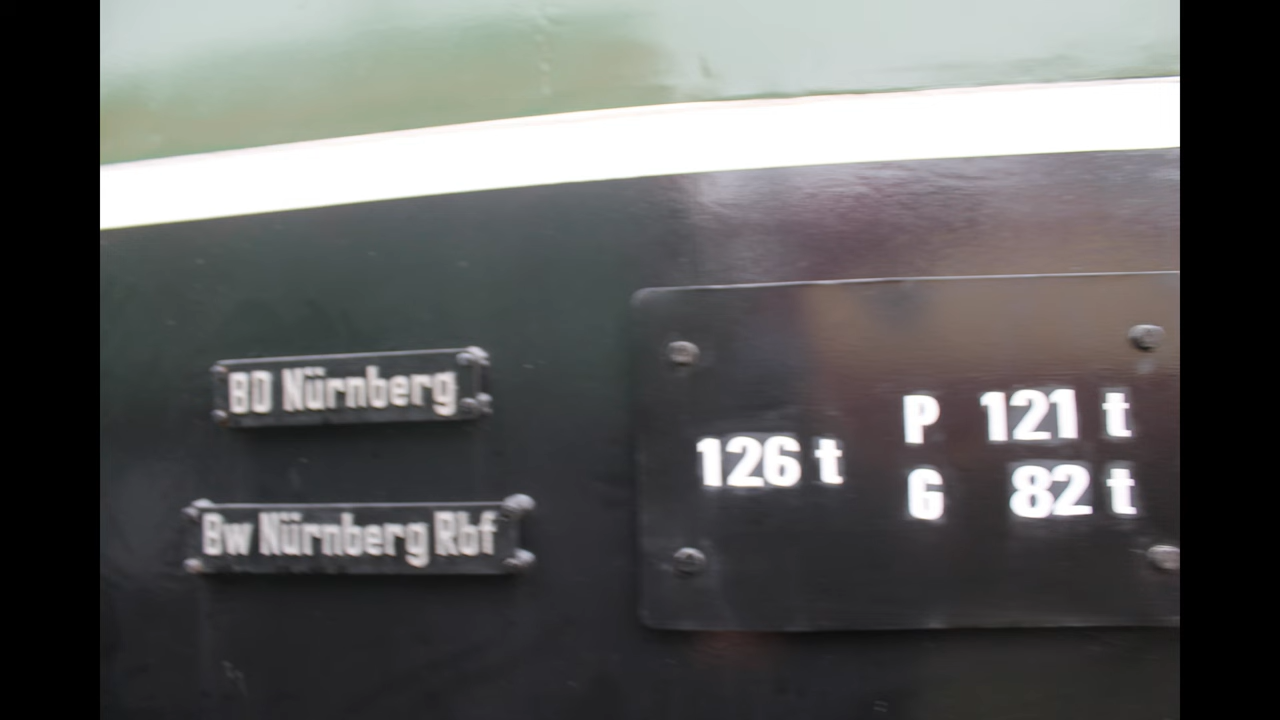 BD Nürnberg
Bw Nürnberg Rbf
126 t
P 121 t
G 82 t